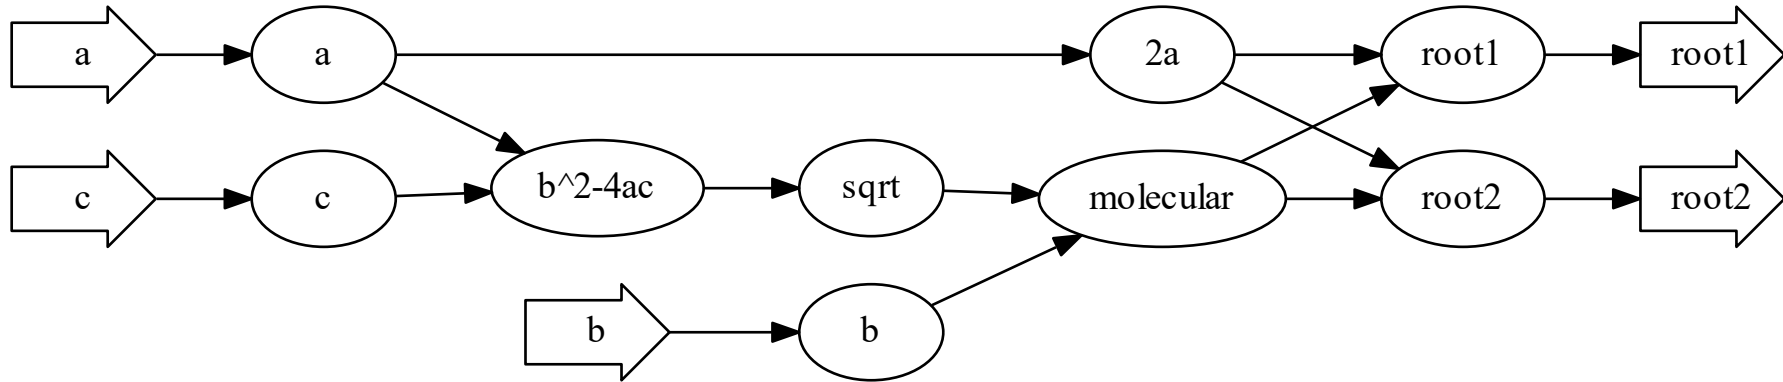 a
a
2a
root1
root1
c
c
b^2-4ac
sqrt
molecular
root2
root2
b
b